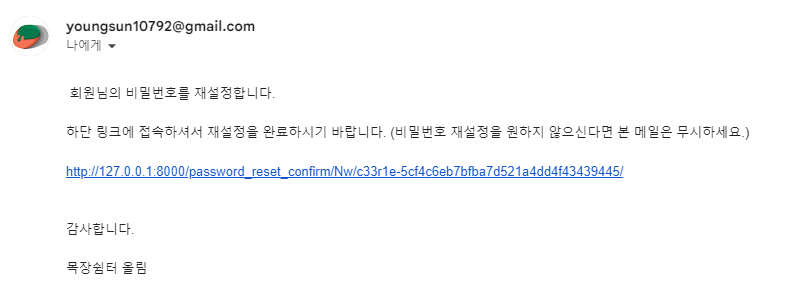 youngsun10792@gmail.com
나에게
회원님의 비밀번호를 재설정합니다.
하단 링크에 접속하셔서 재설정을 완료하시기 바랍니다. (비밀번호 재설정을 원하지 않으신다면 본 메일은 무시하세요.)
http://127.0.0.1:8000/password_reset_confirm/Nw/c33r1e-5cf4c6eb7bfba7d521a4dd4f43439445/
감사합니다.
목장쉼터 올림